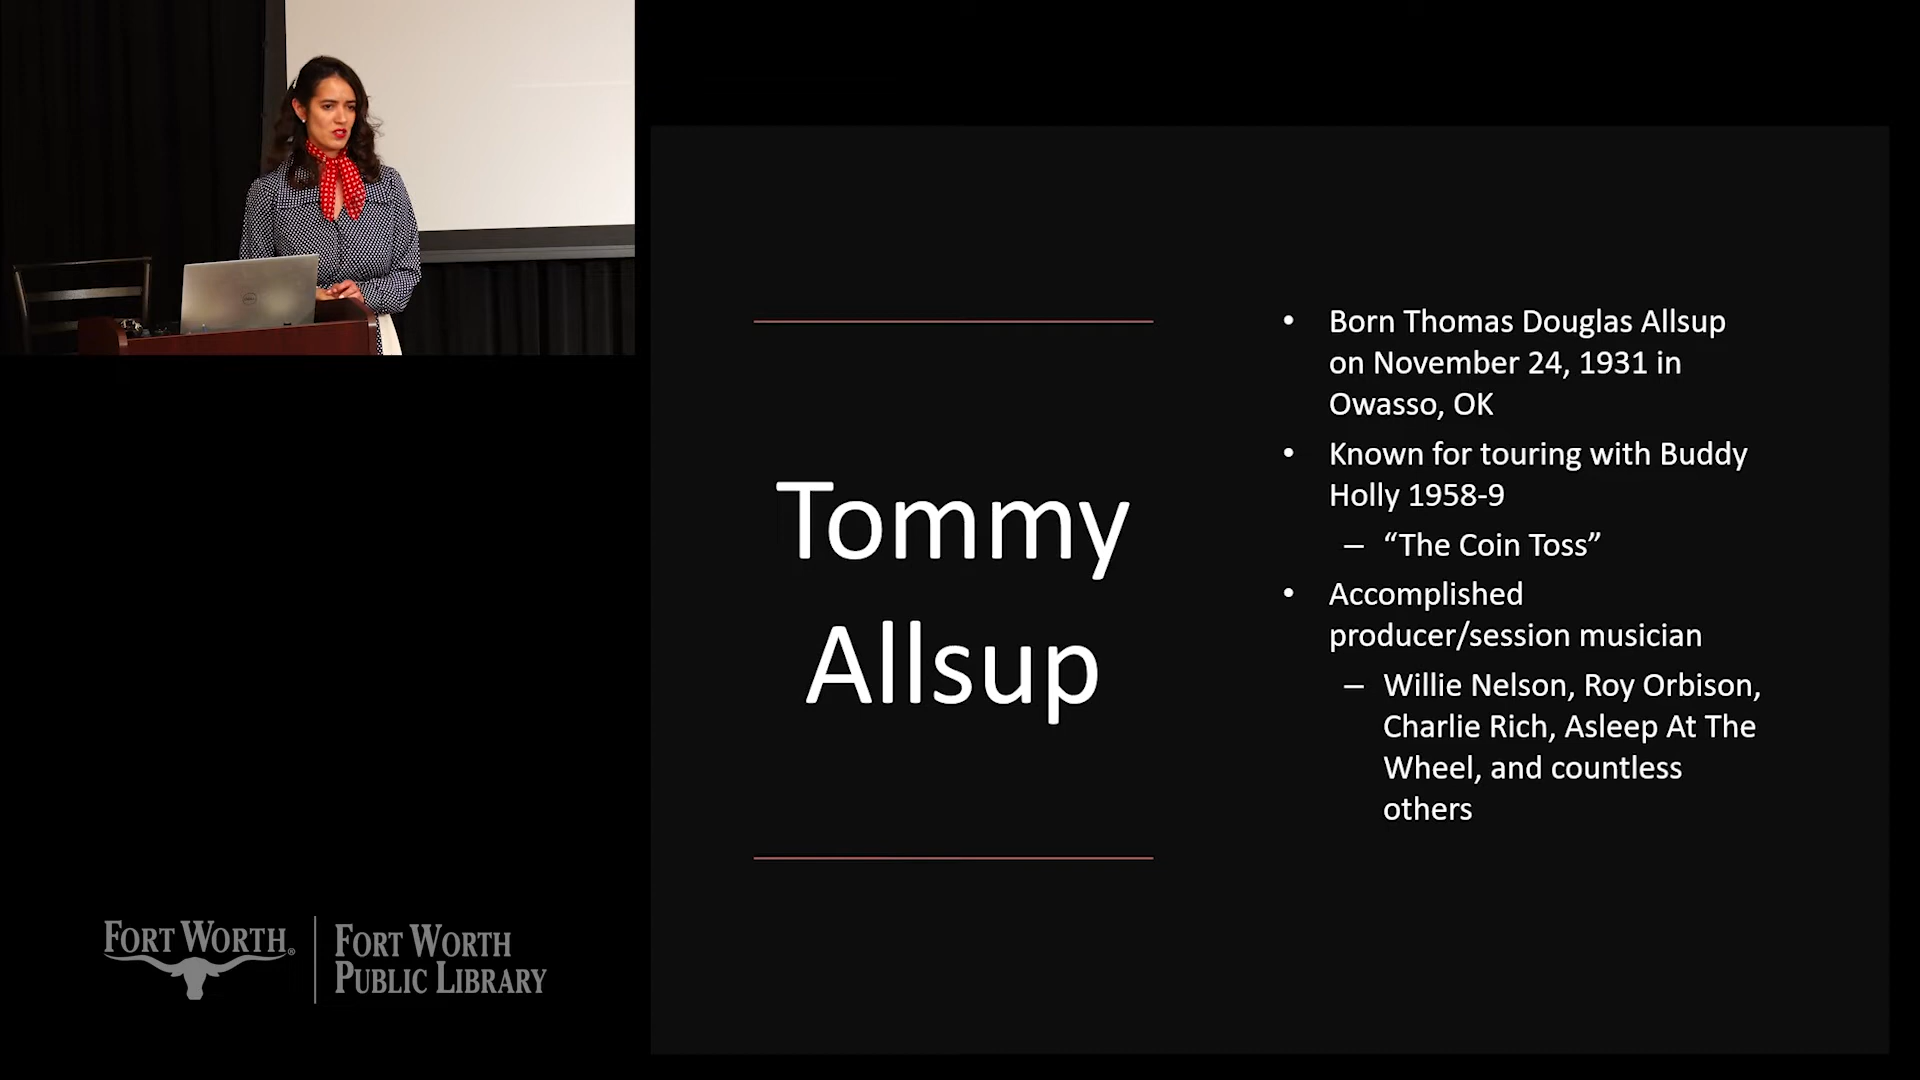 Tommy
Allsup
• Born Thomas Douglas Allsup
on November 24, 1931 in
Owasso, OK
• Known for touring with Buddy
Holly 1958-9
– “The Coin Toss”
• Accomplished
producer/session musician
– Willie Nelson, Roy Orbison,
Charlie Rich, Asleep At The
Wheel, and countless
others
FORT WORTH®
FORT WORTH
PUBLIC LIBRARY